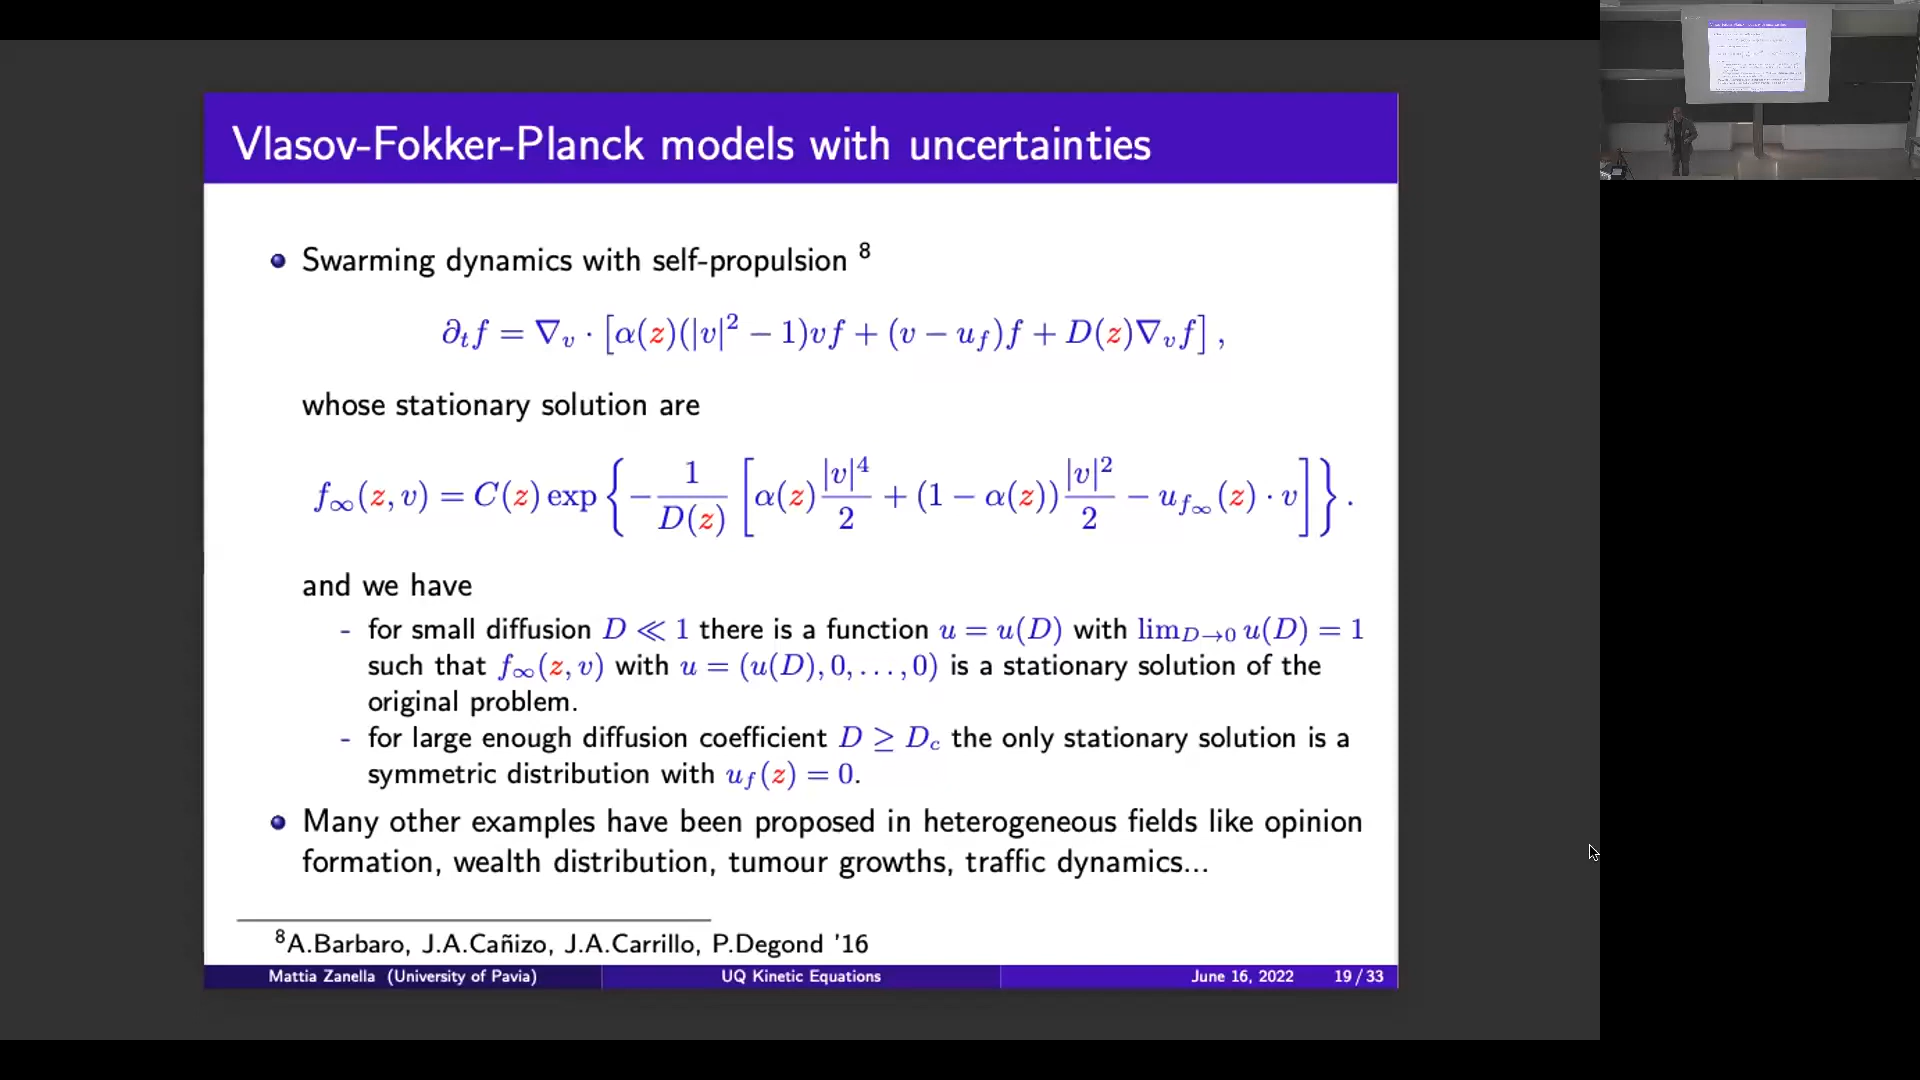 Vlasov-Fokker-Planck models with uncertainties
Swarming dynamics with self-propulsion ⁸
∂ₜf = ∇ᵥ · [α(z)(|v|² − 1)vf + (v − u_f)f + D(z)∇ᵥf] ,
whose stationary solution are
f_∞(z, v) = C(z) exp { − 1/D(z) [ α(z) |v|⁴/2 + (1 − α(z)) |v|²/2 − u_{f_∞}(z) · v ] } .
and we have
- for small diffusion D ≪ 1 there is a function u = u(D) with lim_{D→0} u(D) = 1
such that f_∞(z, v) with u = (u(D), 0, . . . , 0) is a stationary solution of the
original problem.
- for large enough diffusion coefficient D ≥ D_c the only stationary solution is a
symmetric distribution with u_f(z) = 0.
Many other examples have been proposed in heterogeneous fields like opinion
formation, wealth distribution, tumour growths, traffic dynamics...
⁸A.Barbaro, J.A.Cañizo, J.A.Carrillo, P.Degond '16
Mattia Zanella (University of Pavia) UQ Kinetic Equations June 16, 2022 19 / 33